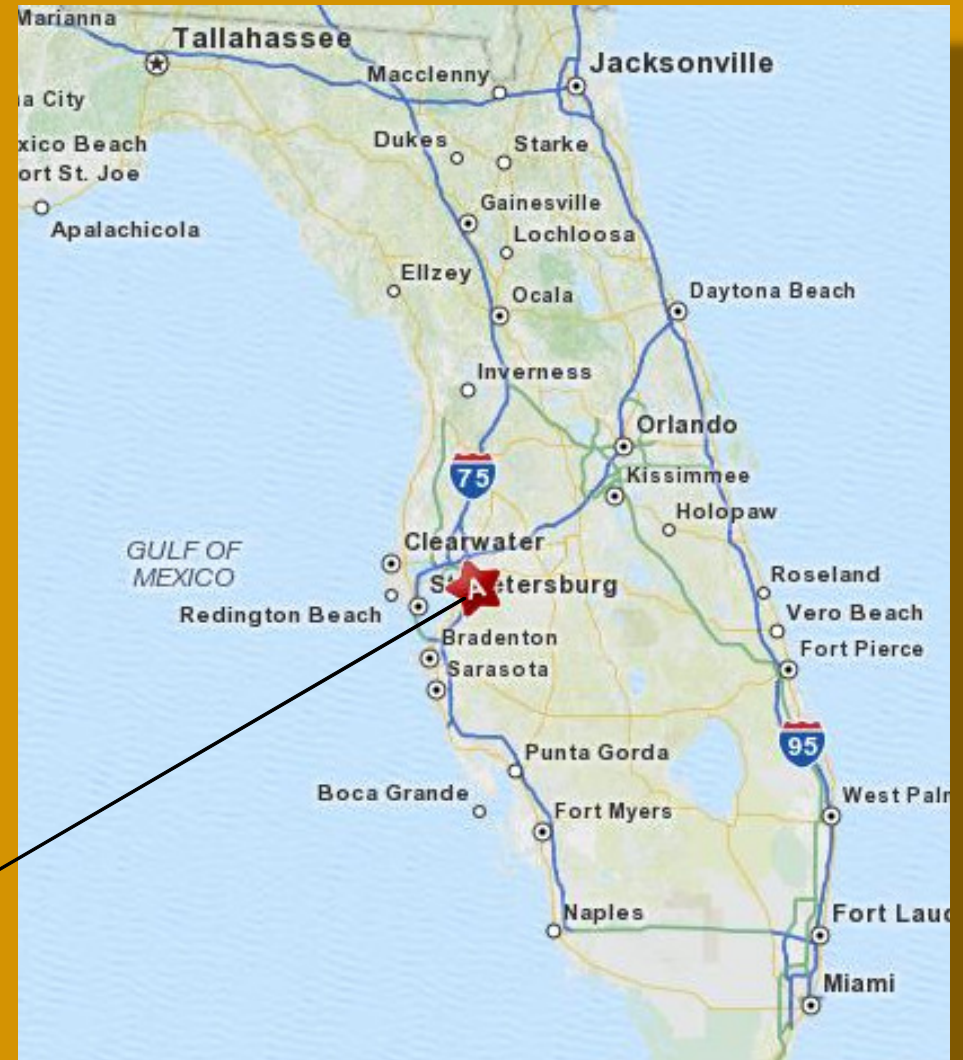 Marianna
Tallahassee
Jacksonville
Macclenny
a City
xico Beach
ort St. Joe
Apalachicola
Dukes
Starke
Gainesville
Lochloosa
Ellzey
Ocala
Daytona Beach
Inverness
Orlando
75
Kissimmee
Holopaw
GULF OF
MEXICO
Clearwater
S etersburg
A
Redington Beach
Roseland
Vero Beach
Bradenton
Fort Pierce
Sarasota
95
Punta Gorda
Boca Grande
Fort Myers
West Paln
Naples
Fort Laud
Miami